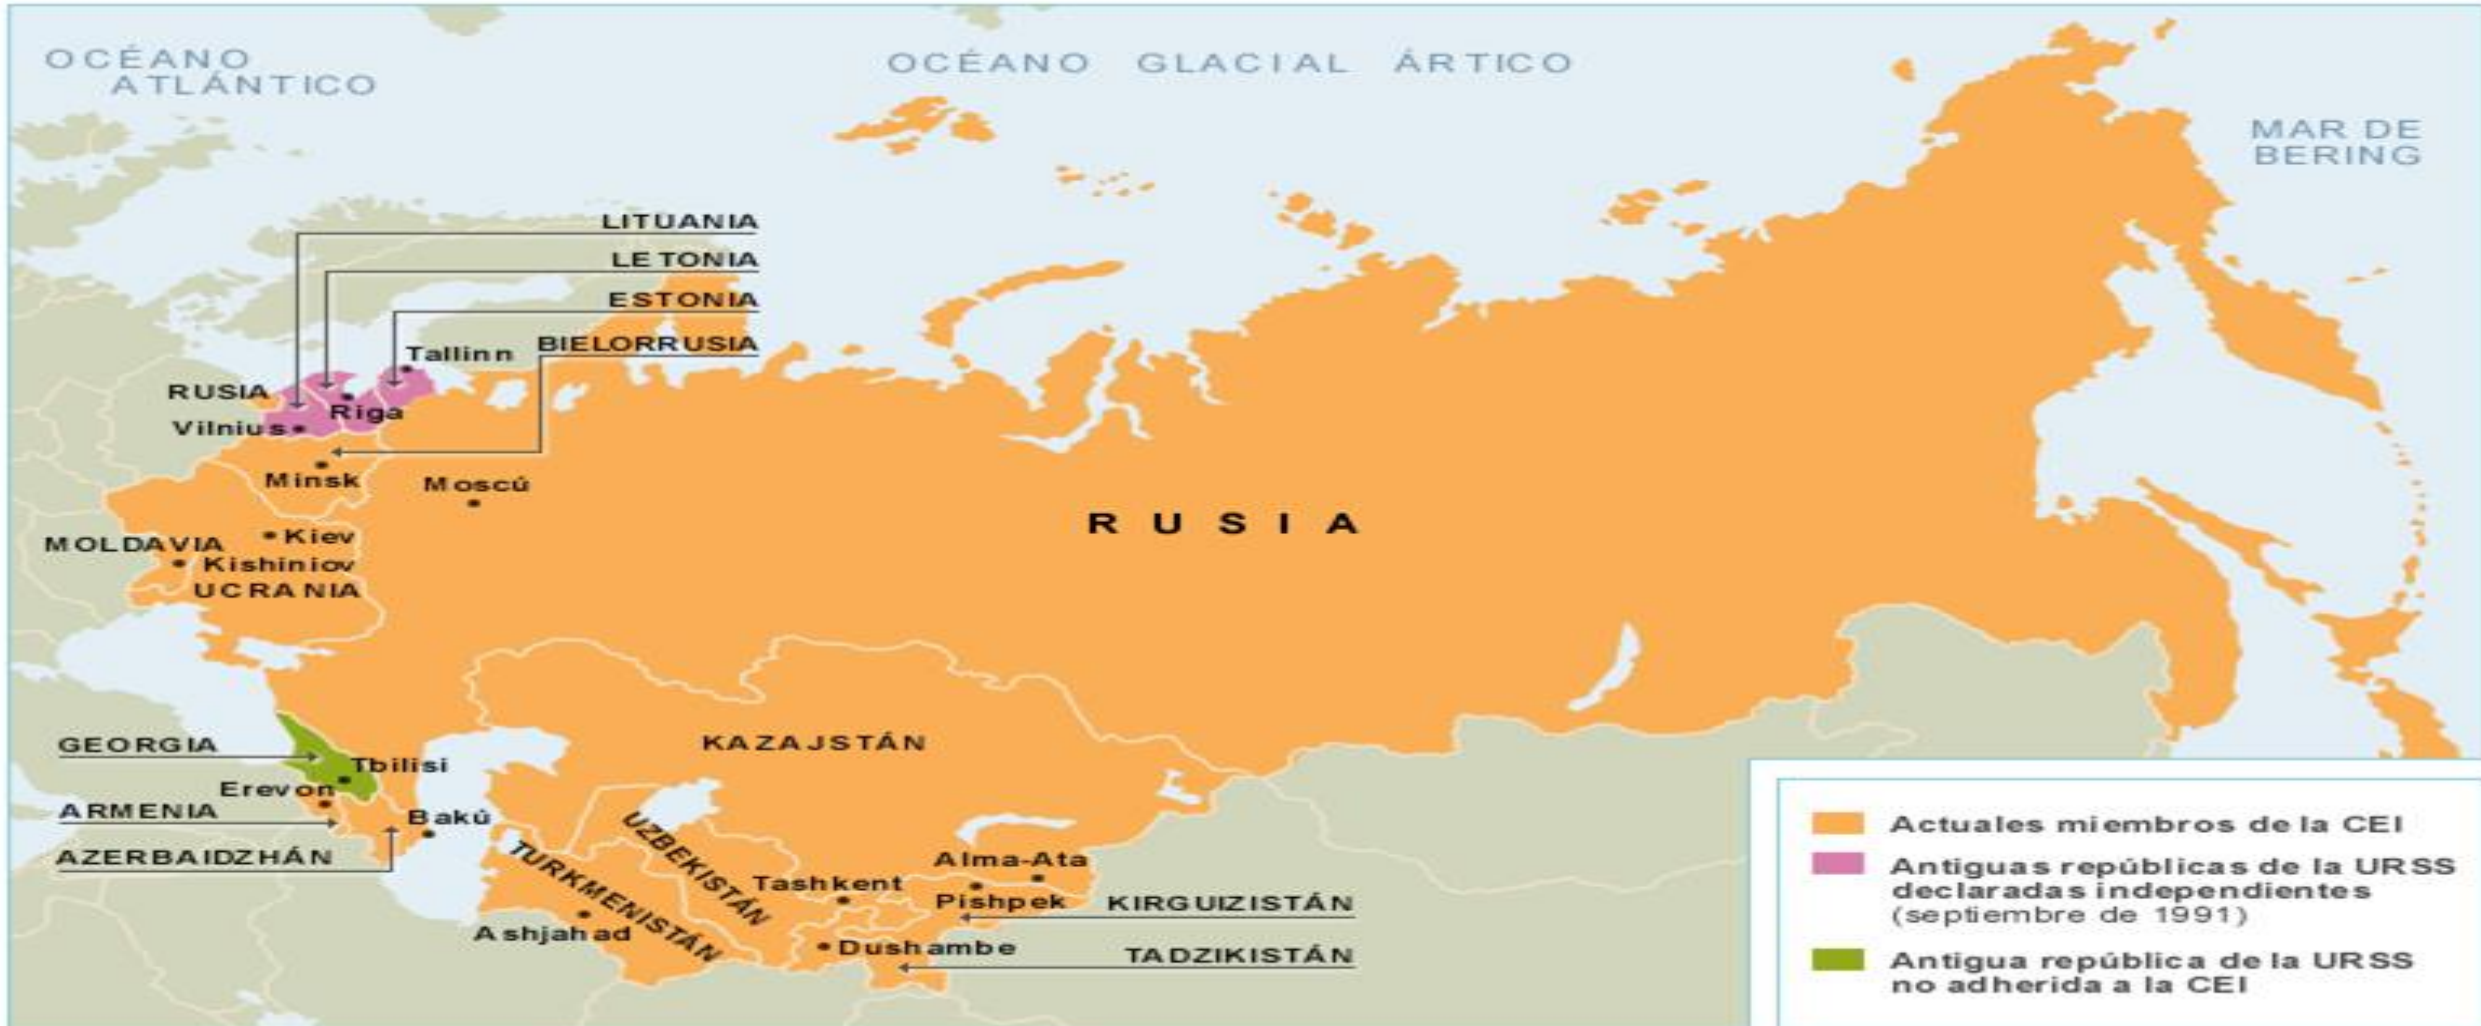 OCÉANO
ATLÁNTICO
OCÉANO GLACIAL ÁRTICO
MAR DE
BERING
LITUANIA
LETONIA
ESTONIA
BIELORRUSIA
Tallinn
RUSIA
Riga
Vilnius
Minsk
Moscú
RUSIA
Kiev
MOLDAVIA
Kishiniov
UCRANIA
GEORGIA
Tbilisi
Erevon
ARMENIA
Bakú
AZERBAIDZHÁN
KAZAJSTÁN
UZBEKISTÁN
TURKMENISTÁN
Alma-Ata
Tashkent
Pishpek
KIRGUIZISTÁN
Ashjahad
Dushambe
TADZIKISTÁN
Actuales miembros de la CEI
Antiguas repúblicas de la URSS
declaradas independientes
(septiembre de 1991)
Antigua república de la URSS
no adherida a la CEI